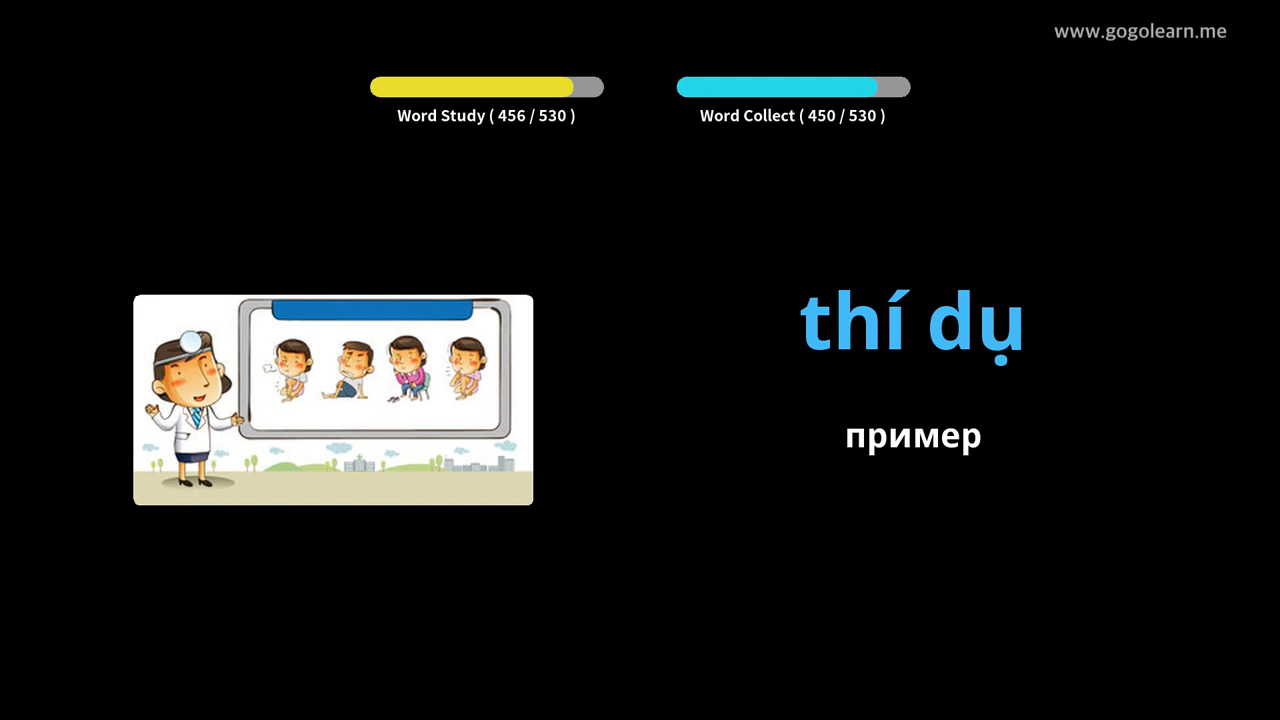 www.gogolearn.me
Word Study ( 456 / 530 )
Word Collect ( 450 / 530 )
thí dụ
пример